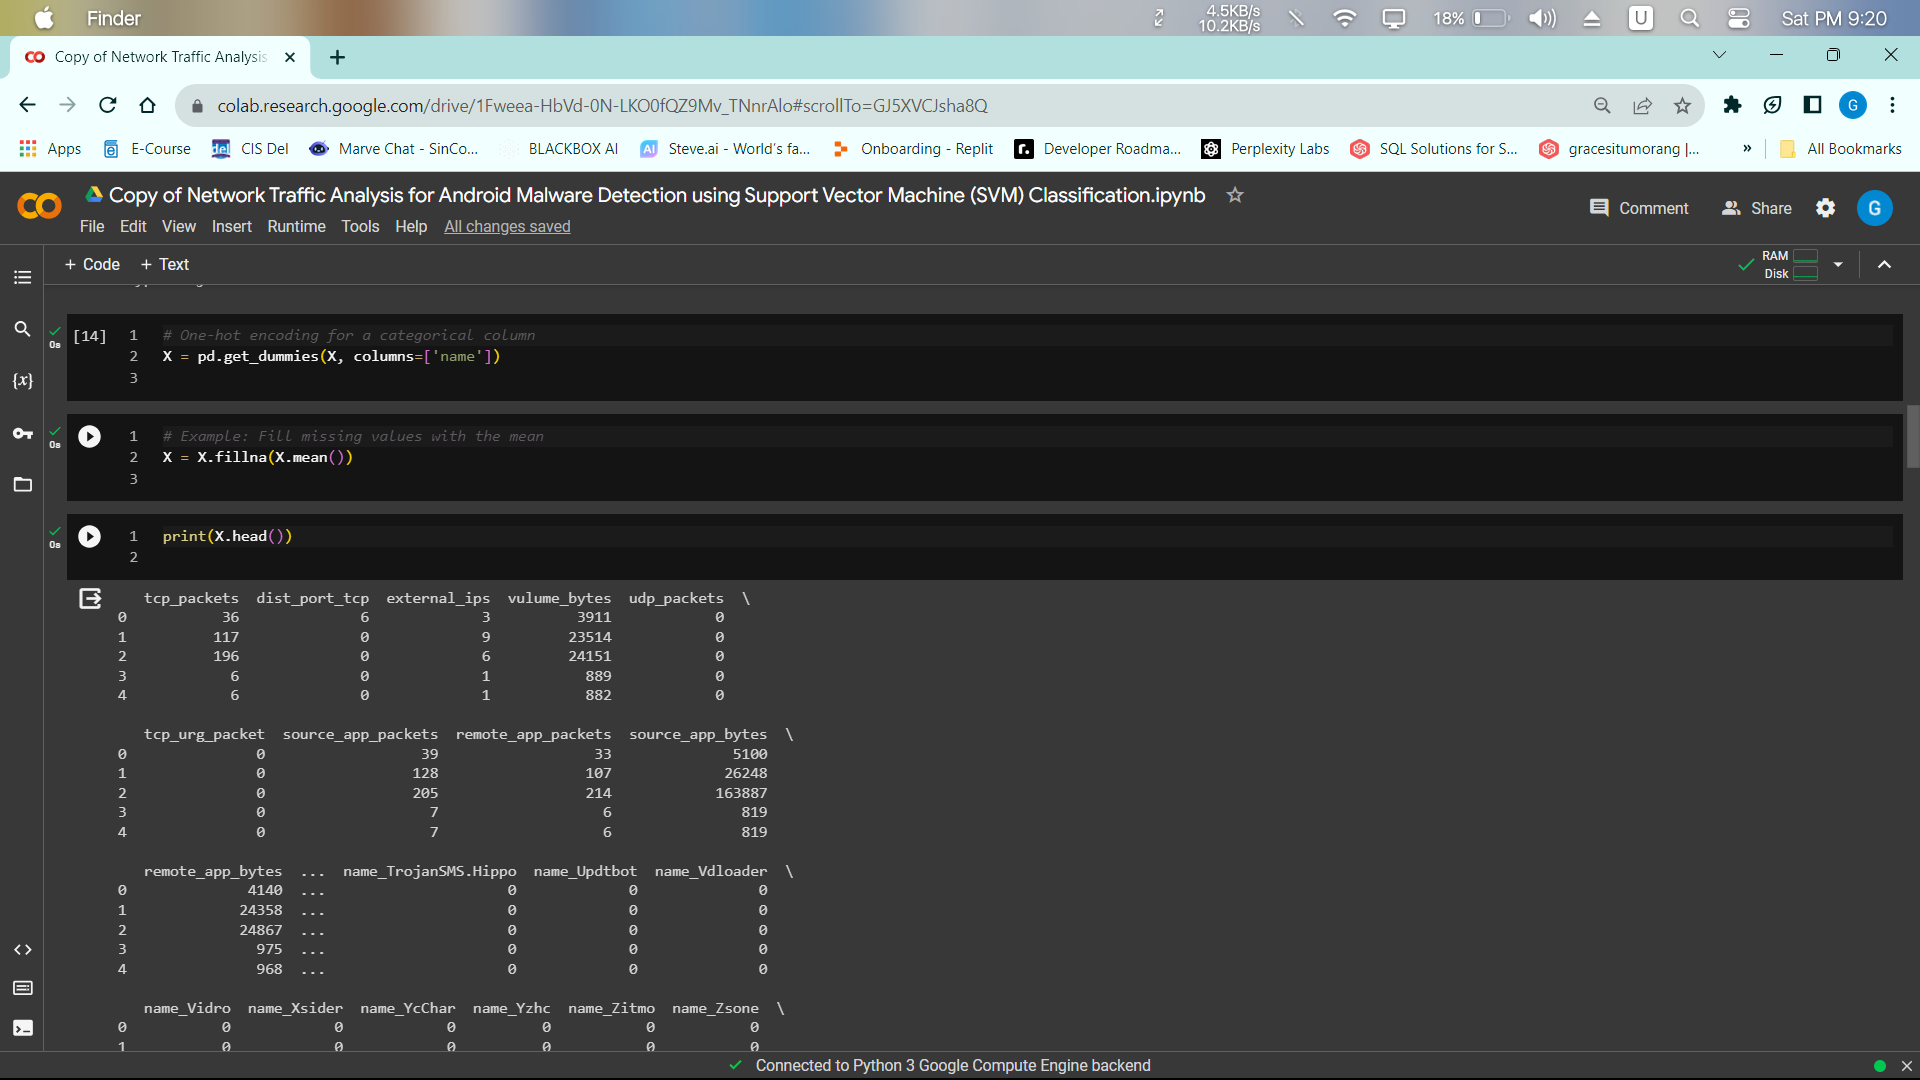 Finder
4.5KB/s
10.2KB/s
18%
U
Sat PM 9:20
Copy of Network Traffic Analysis
colab.research.google.com/drive/1Fweea-HbVd-0N-LKO0fQZ9Mv_TNnrAlo#scrollTo=GJ5XVCJsha8Q
G
Apps E-Course del CIS Del Marve Chat - SinCo... BLACKBOX AI AI Steve.ai - World's fa... Onboarding - Replit r. Developer Roadma... Perplexity Labs SQL Solutions for S... gracesitumorang |... » All Bookmarks
Copy of Network Traffic Analysis for Android Malware Detection using Support Vector Machine (SVM) Classification.ipynb
Comment Share G
File Edit View Insert Runtime Tools Help All changes saved
+ Code + Text
RAM
Disk
[14] 1 # One-hot encoding for a categorical column
0s
2 X = pd.get_dummies(X, columns=['name'])
3
{x}
1 # Example: Fill missing values with the mean
0s
2 X = X.fillna(X.mean())
3
1 print(X.head())
0s
2
tcp_packets dist_port_tcp external_ips vulume_bytes udp_packets \
0 36 6 3 3911 0
1 117 0 9 23514 0
2 196 0 6 24151 0
3 6 0 1 889 0
4 6 0 1 882 0
tcp_urg_packet source_app_packets remote_app_packets source_app_bytes \
0 0 39 33 5100
1 0 128 107 26248
2 0 205 214 163887
3 0 7 6 819
4 0 7 6 819
remote_app_bytes ... name_TrojanSMS.Hippo name_Updtbot name_Vdloader \
0 4140 ... 0 0 0
1 24358 ... 0 0 0
2 24867 ... 0 0 0
3 975 ... 0 0 0
4 968 ... 0 0 0
name_Vidro name_Xsider name_YcChar name_Yzhc name_Zitmo name_Zsone \
0 0 0 0 0 0 0
1 0 0 0 0 0 0
Connected to Python 3 Google Compute Engine backend